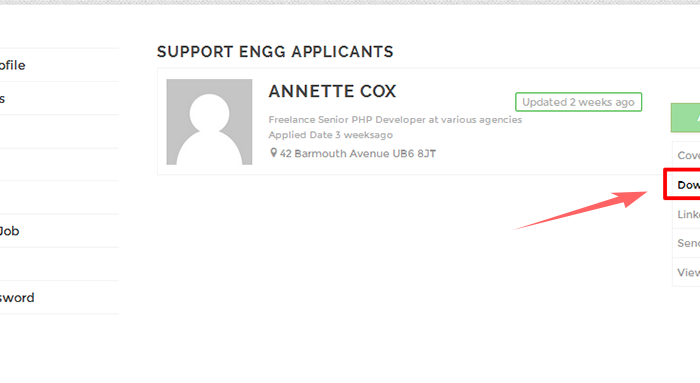 SUPPORT ENGG APPLICANTS
ANNETTE COX
Updated 2 weeks ago
Freelance Senior PHP Developer at various agencies
Applied Date 3 weeksago
42 Barmouth Avenue UB6 8JT
ofile
s
Job
sword
Cove
Dow
Linke
Send
View